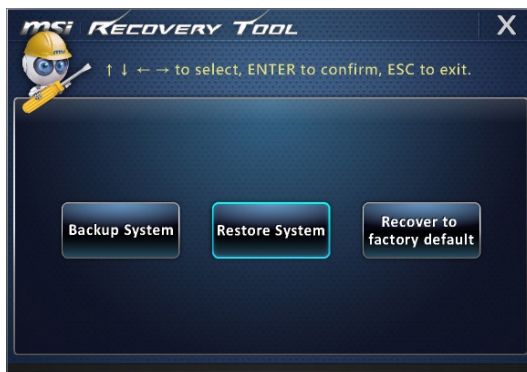 msi RECOVERY TOOL X
↑ ↓ ← → to select, ENTER to confirm, ESC to exit.
Backup System
Restore System
Recover to
factory default